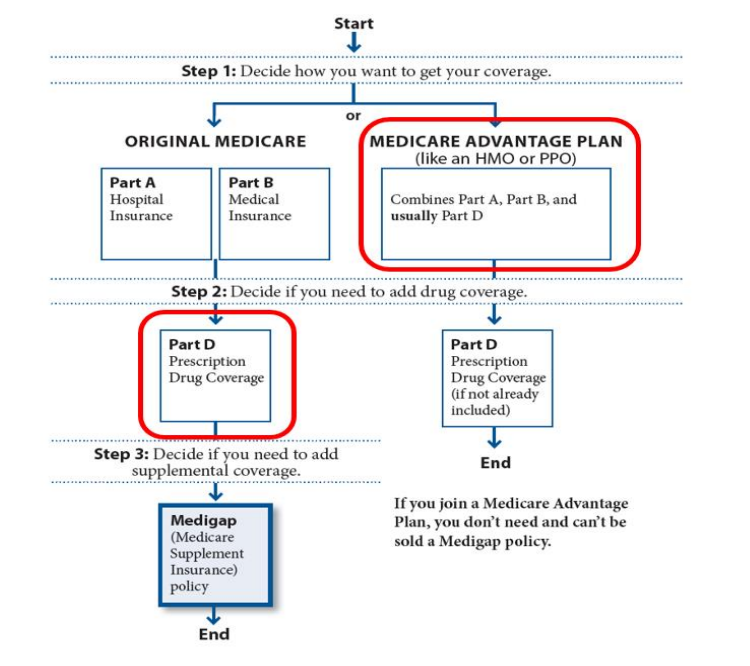 Start
Step 1: Decide how you want to get your coverage.
or
ORIGINAL MEDICARE
Part A
Hospital
Insurance
Part B
Medical
Insurance
MEDICARE ADVANTAGE PLAN
(like an HMO or PPO)
Combines Part A, Part B, and
usually Part D
Step 2: Decide if you need to add drug coverage.
Part D
Prescription
Drug Coverage
Part D
Prescription
Drug Coverage
(if not already
included)
End
Step 3: Decide if you need to add
supplemental coverage.
Medigap
(Medicare
Supplement
Insurance)
policy
End
If you join a Medicare Advantage
Plan, you don't need and can't be
sold a Medigap policy.